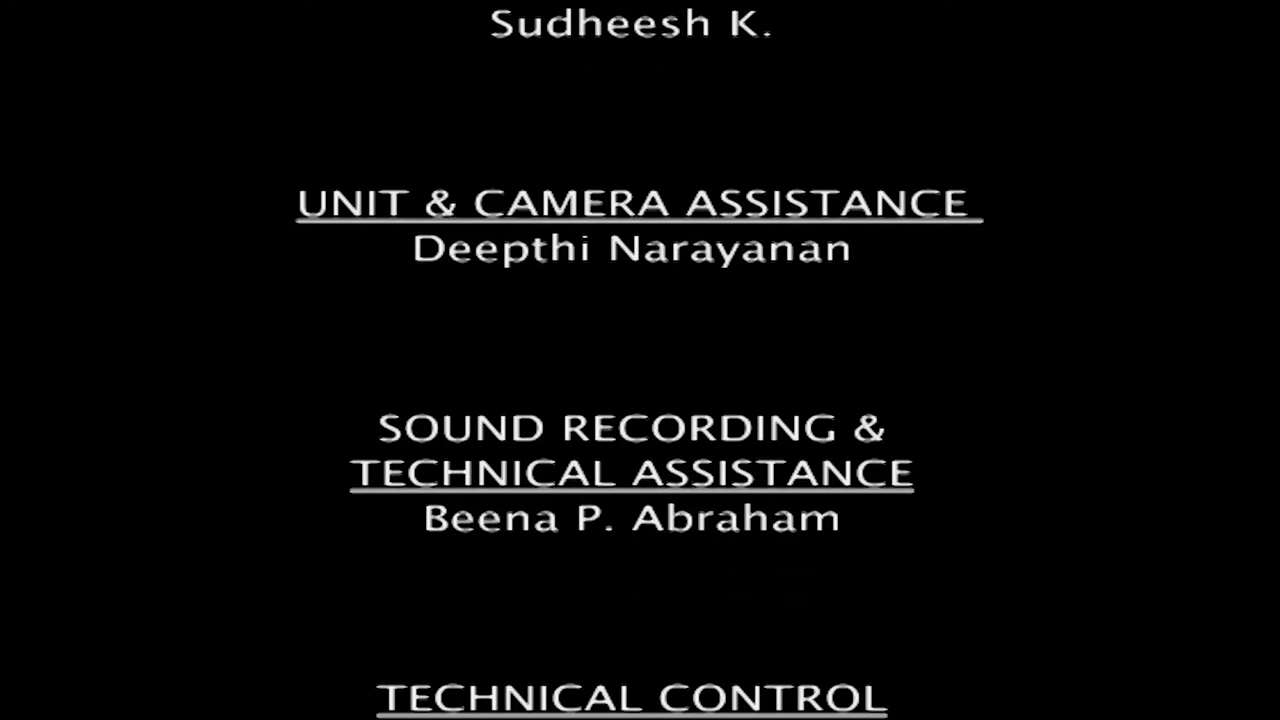 Sudheesh K.
UNIT & CAMERA ASSISTANCE
Deepthi Narayanan
SOUND RECORDING &
TECHNICAL ASSISTANCE
Beena P. Abraham
TECHNICAL CONTROL